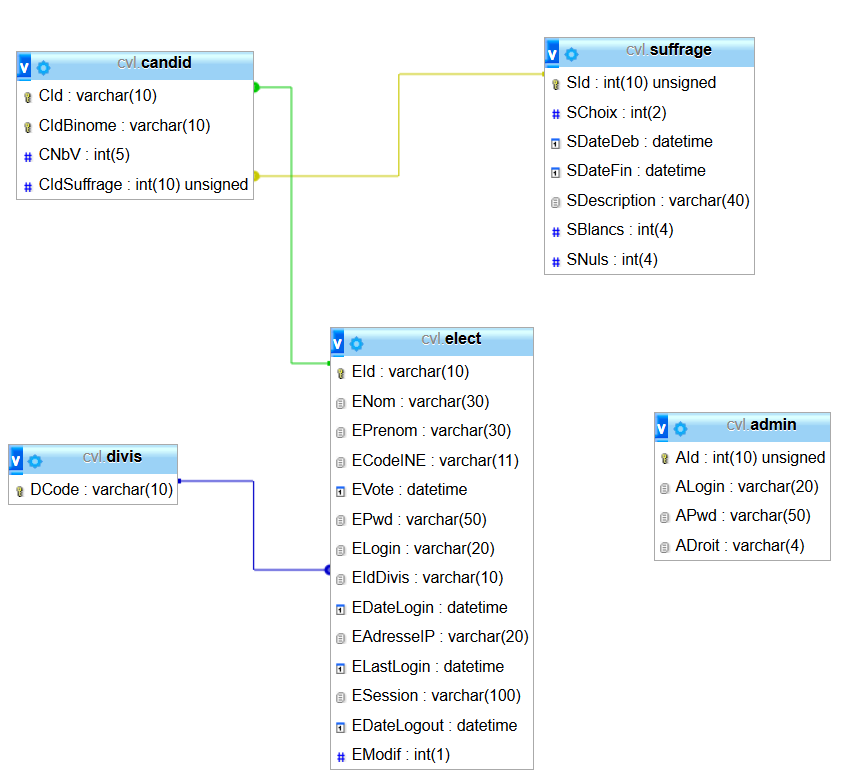 cvl.candid
CId : varchar(10)
CIdBinome : varchar(10)
CNbV : int(5)
CIdSuffrage : int(10) unsigned
cvl.suffrage
SId : int(10) unsigned
SChoix : int(2)
SDateDeb : datetime
SDateFin : datetime
SDescription : varchar(40)
SBlancs : int(4)
SNuls : int(4)
cvl.elect
EId : varchar(10)
ENom : varchar(30)
EPrenom : varchar(30)
ECodeINE : varchar(11)
EVote : datetime
EPwd : varchar(50)
ELogin : varchar(20)
EIdDivis : varchar(10)
EDateLogin : datetime
EAdresseIP : varchar(20)
ELastLogin : datetime
ESession : varchar(100)
EDateLogout : datetime
EModif : int(1)
cvl.divis
DCode : varchar(10)
cvl.admin
AId : int(10) unsigned
ALogin : varchar(20)
APwd : varchar(50)
ADroit : varchar(4)